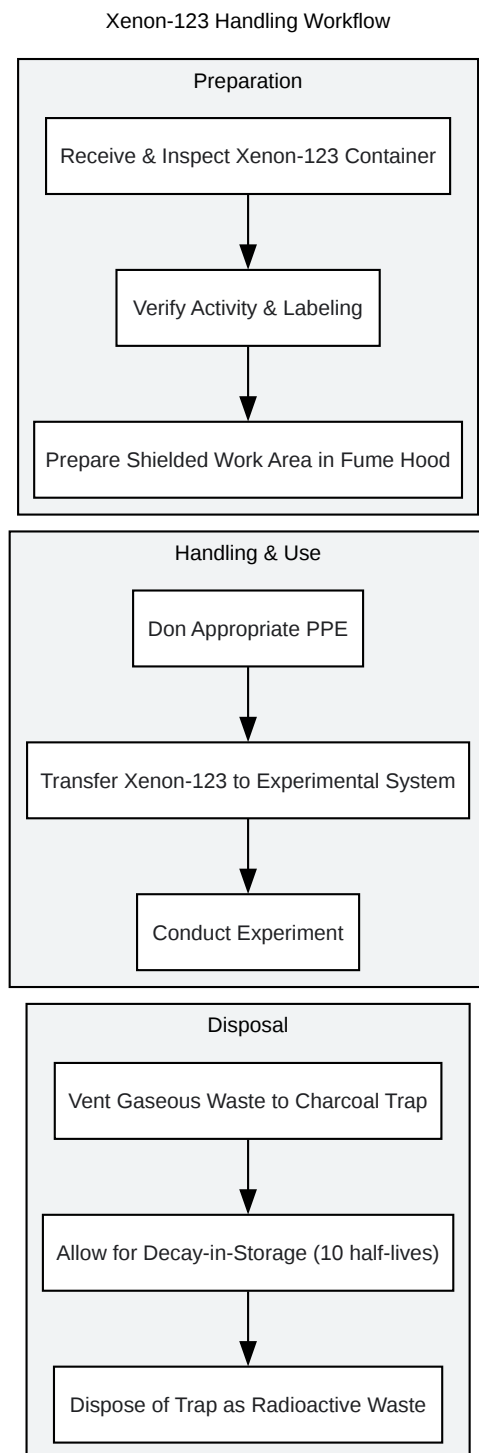 Xenon-123 Handling Workflow
Preparation
Receive & Inspect Xenon-123 Container
Verify Activity & Labeling
Prepare Shielded Work Area in Fume Hood
Handling & Use
Don Appropriate PPE
Transfer Xenon-123 to Experimental System
Conduct Experiment
Disposal
Vent Gaseous Waste to Charcoal Trap
Allow for Decay-in-Storage (10 half-lives)
Dispose of Trap as Radioactive Waste